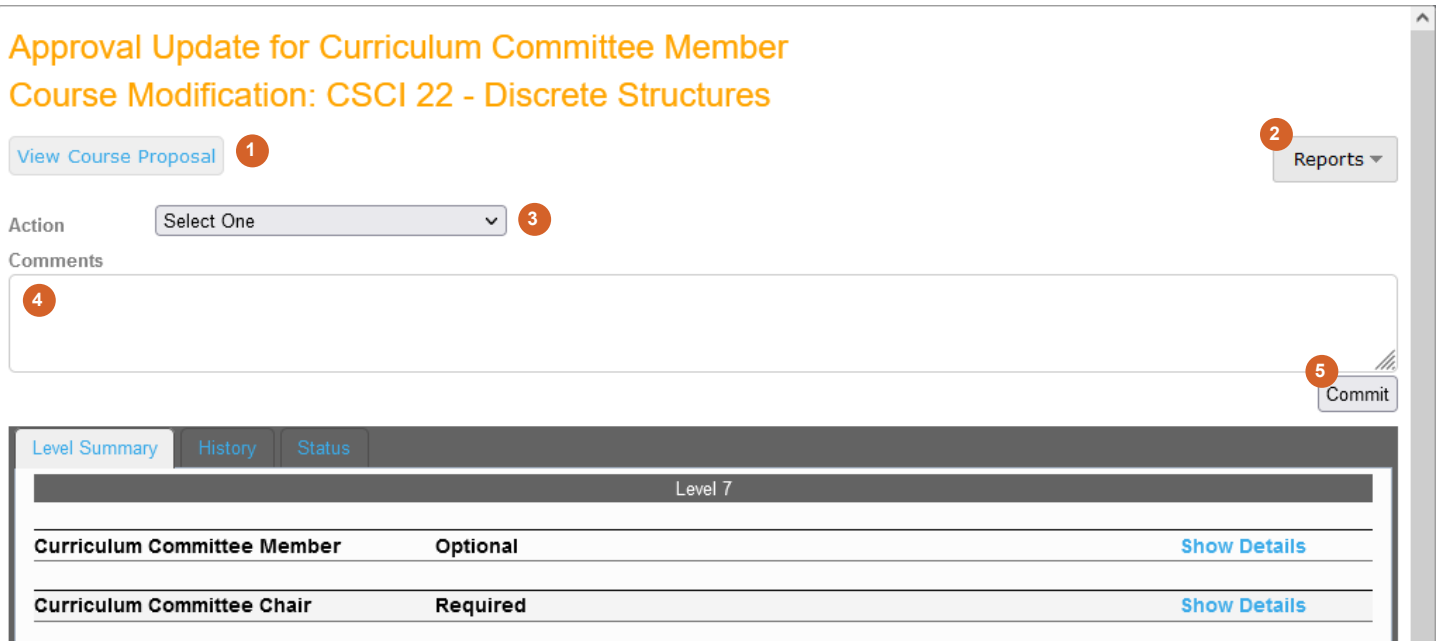 Approval Update for Curriculum Committee Member
Course Modification: CSCI 22 - Discrete Structures
View Course Proposal 1
2
Reports
Action Select One 3
Comments
4
5
Commit
Level Summary History Status
Level 7
Curriculum Committee Member Optional Show Details
Curriculum Committee Chair Required Show Details